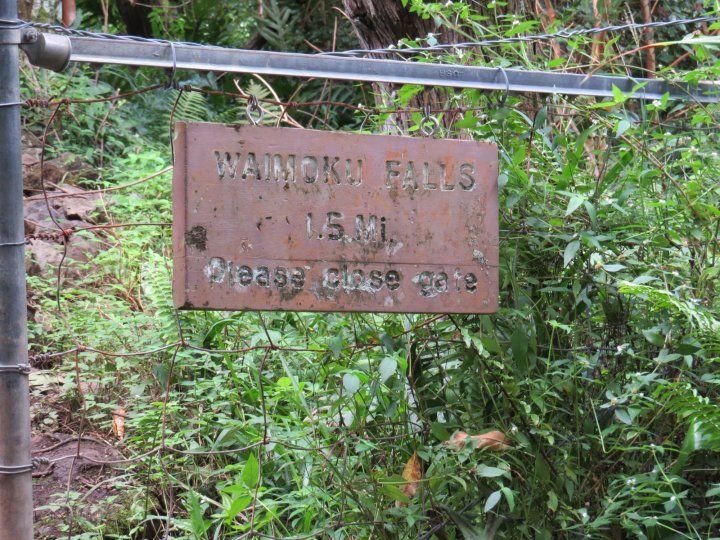 WAIMOKU FALLS
1.5 Mi.
Please close gate